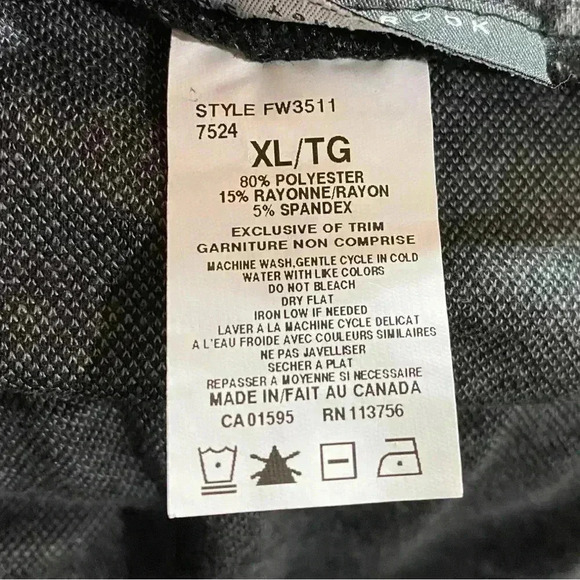 OOK
STYLE FW3511
7524
XL/TG
80% POLYESTER
15% RAYONNE/RAYON
5% SPANDEX
EXCLUSIVE OF TRIM
GARNITURE NON COMPRISE
MACHINE WASH,GENTLE CYCLE IN COLD
WATER WITH LIKE COLORS
DO NOT BLEACH
DRY FLAT
IRON LOW IF NEEDED
LAVER A LA MACHINE CYCLE DELICAT
A L'EAU FROIDE AVEC COULEURS SIMILAIRES
NE PAS JAVELLISER
SECHER A PLAT
REPASSER A MOYENNE SI NECESSAIRE
MADE IN/FAIT AU CANADA
CA 01595 RN 113756